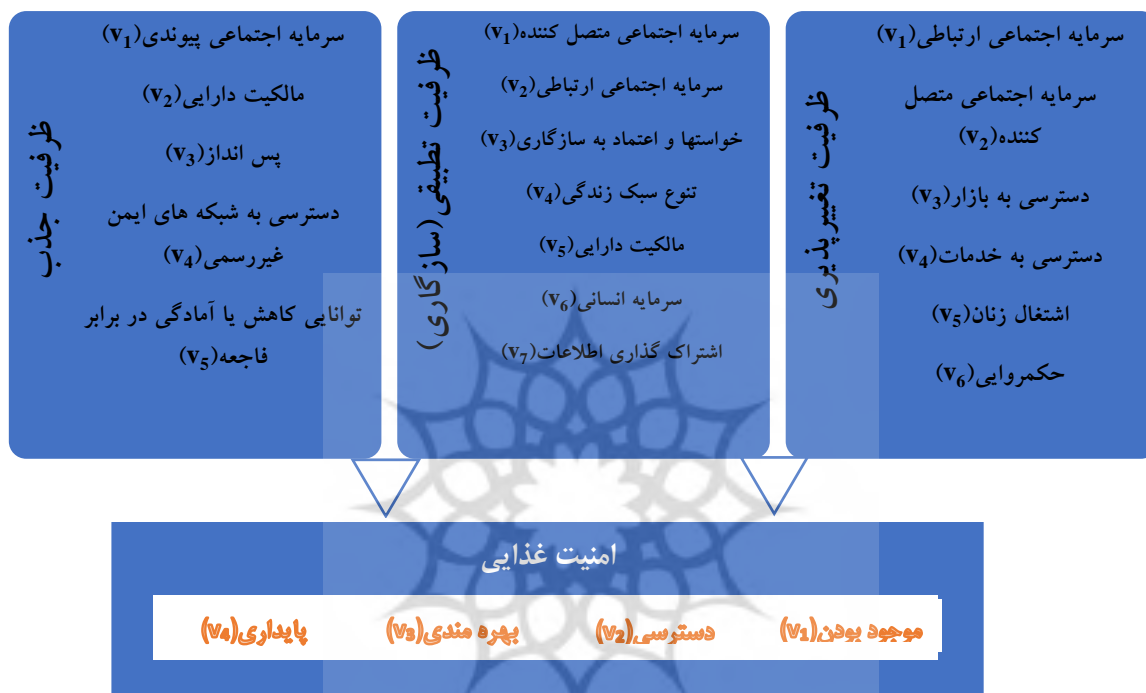 ظرفیت تغییرپذیری
سرمایه اجتماعی ارتباطی(v₁)
سرمایه اجتماعی متصل
کننده(v₂)
دسترسی به بازار(v₃)
دسترسی به خدمات(v₄)
اشتغال زنان(v₅)
حکمروایی(v₆)
ظرفیت تطبیقی(سازگاری)
سرمایه اجتماعی متصل کننده(v₁)
سرمایه اجتماعی ارتباطی(v₂)
خواستها و اعتماد به سازگاری(v₃)
تنوع سبک زندگی(v₄)
مالکیت دارایی(v₅)
سرمایه انسانی(v₆)
اشتراک گذاری اطلاعات(v₇)
ظرفیت جذب
سرمایه اجتماعی پیوندی(v₁)
مالکیت دارایی(v₂)
پس انداز(v₃)
دسترسی به شبکه های ایمن
غیررسمی(v₄)
توانایی کاهش یا آمادگی در برابر
فاجعه(v₅)
امنیت غذایی
موجود بودن(v₁) دسترسی(v₂) بهره مندی(v₃) پایداری(v₄)